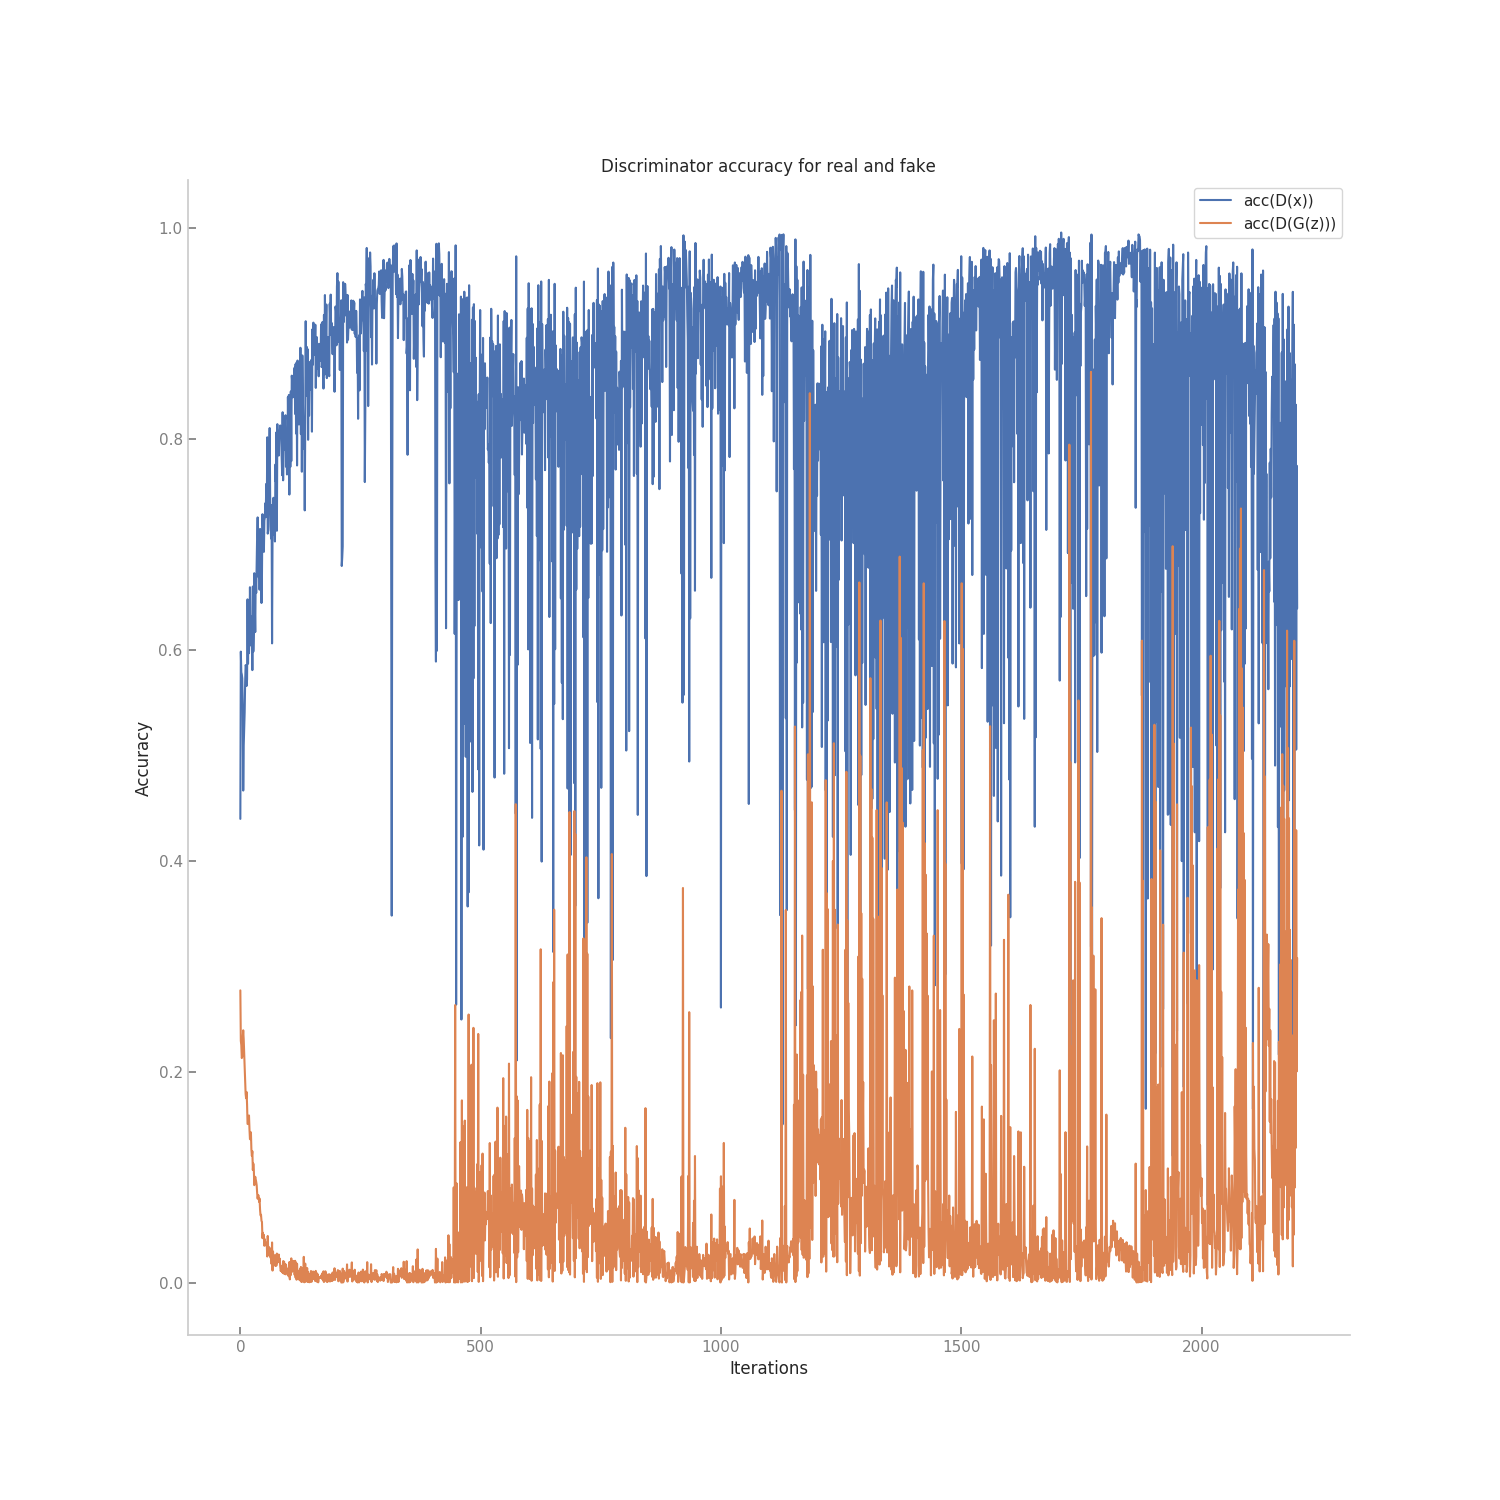 Discriminator accuracy for real and fake
acc(D(x))
acc(D(G(z)))
1.0
0.8
0.6
0.4
0.2
0.0
Accuracy
0
500
1000
1500
2000
Iterations